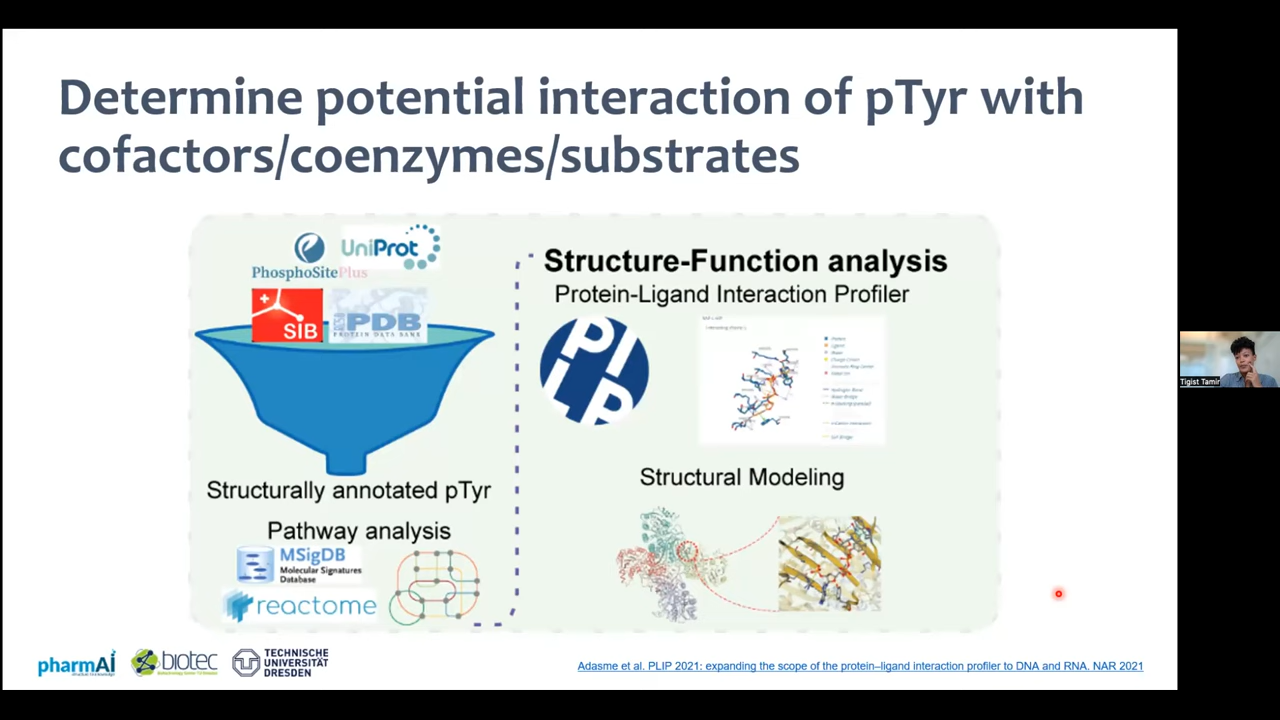 Determine potential interaction of pTyr with
cofactors/coenzymes/substrates
UniProt
PhosphoSitePlus
SIB
PDB
PROTEIN DATA BANK
Structurally annotated pTyr
Pathway analysis
MSigDB
Molecular Signatures
Database
reactome
Structure-Function analysis
Protein-Ligand Interaction Profiler
PLIP
Structural Modeling
Tigist Tamir
pharmAI
biotec
TECHNISCHE
UNIVERSITÄT
DRESDEN
Adasme et al. PLIP 2021: expanding the scope of the protein–ligand interaction profiler to DNA and RNA. NAR 2021